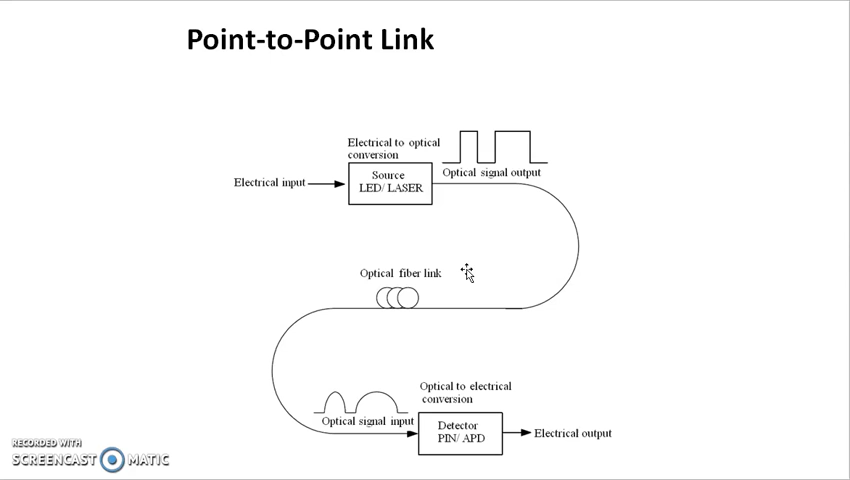 Point-to-Point Link
Electrical to optical
conversion
Electrical input
Source
LED/ LASER
Optical signal output
Optical fiber link
Optical to electrical
conversion
Optical signal input
Detector
PIN/ APD
Electrical output
RECORDED WITH
SCREENCAST MATIC